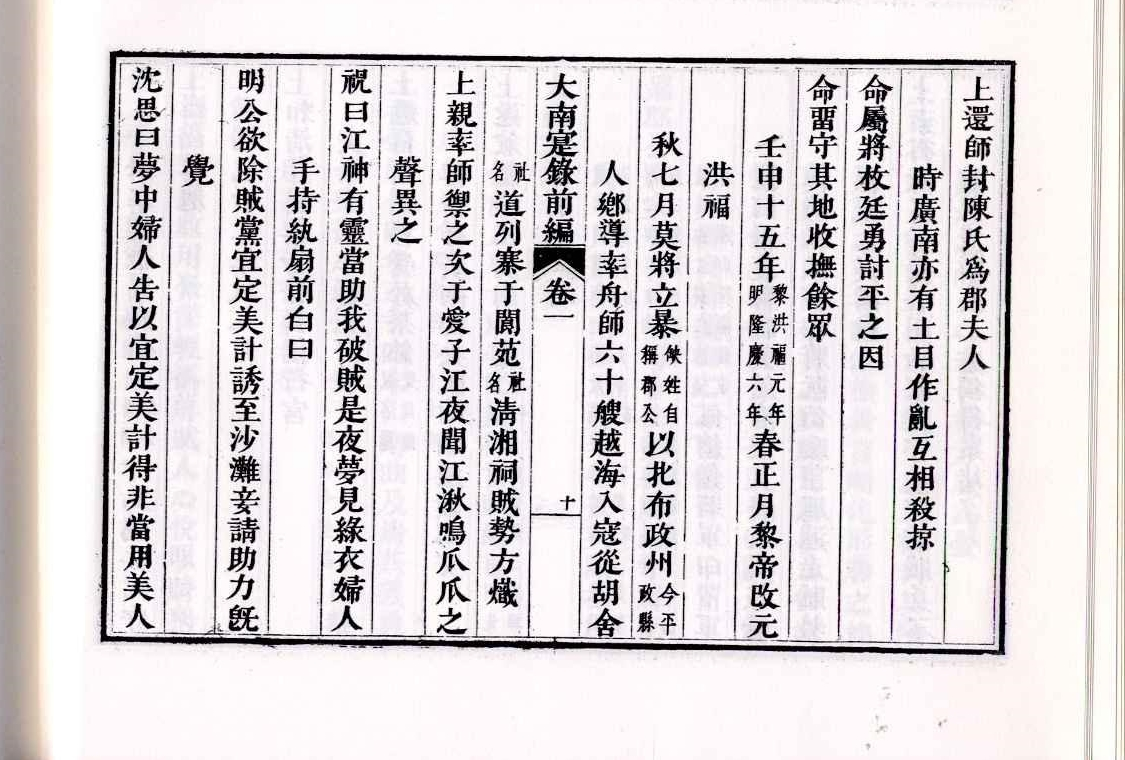 上還師封陳氏爲郡夫人
時廣南亦有土目作亂互相殺掠
命屬將枚廷勇討平之因
命畱守其地收撫餘眾
壬申十五年黎洪福元年明隆慶六年春正月黎帝改元
洪福
秋七月莫將立暴俟姓自稱郡公以北布政州今平政縣
人鄉導率舟師六十艘越海入寇從胡舍
大南寔錄前編 卷一 十
社名道列寨于闖苑社名清湘祠賊勢方熾
上親率師禦之次于愛子江夜聞江湫鳴瓜瓜之
聲異之
祝曰江神有靈當助我破賊是夜夢見綠衣婦人
手持紈扇前白曰
明公欲除賊黨宜定美計誘至沙灘妾請助力旣
覺
沈思曰夢中婦人告以宜定美計得非當用美人